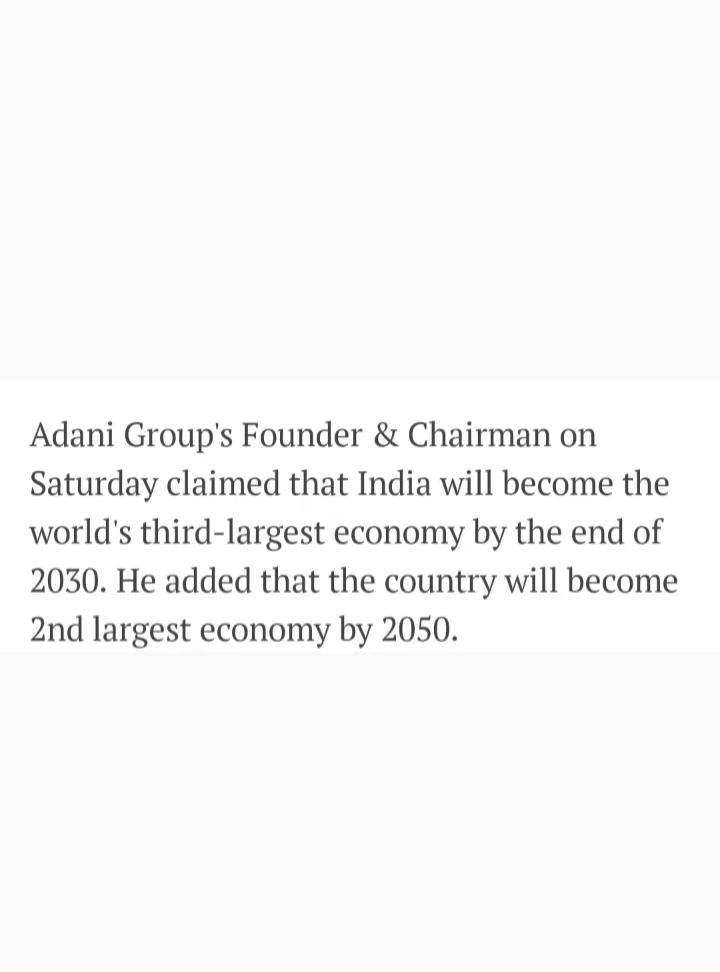 Adani Group's Founder & Chairman on
Saturday claimed that India will become the
world's third-largest economy by the end of
2030. He added that the country will become
2nd largest economy by 2050.